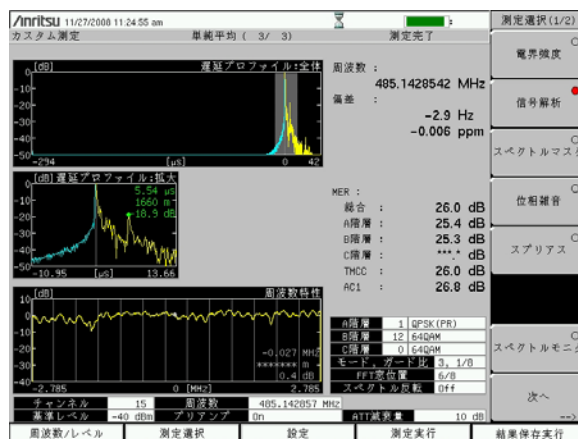 Anritsu 11/27/2008 11:24:55 am
測定選択(1/2)
カスタム測定 単純平均( 3/ 3) 測定完了
[dB] 遅延プロファイル:全体
0
-10
-20
-30
-40
-50
-294 [μS] 0 42
周波数 :
485.1428542 MHz
偏差 :
-2.9 Hz
-0.006 ppm
[dB] 遅延プロファイル:拡大
0
-10
-20
-30
-40
-50
5.54 μs
1660 m
-18.9 dB
-10.95 [μS] 13.66
MER :
総合 : 26.0 dB
A階層 : 25.4 dB
B階層 : 25.3 dB
C階層 : **.* dB
TMCC : 26.0 dB
AC1 : 26.8 dB
[dB] 周波数特性
10
0
-10
-20
-30
-40
-0.027 MHz
******* m
0.4 dB
-2.785 0 [MHz] 2.785
A階層 1 QPSK(PR)
B階層 12 64QAM
C階層 0 64QAM
モード, ガード比 3, 1/8
FFT窓位置 6/8
スペクトル反転 Off
チャンネル 15 周波数 485.142857 MHz
基準レベル -40 dBm プリアンプ On ATT減衰量 10 dB
電界強度
信号解析
スペクトルマスク
位相雑音
スプリアス
スペクトルモニタ
次へ
-->
周波数/レベル 測定選択 設定 測定実行 結果保存実行